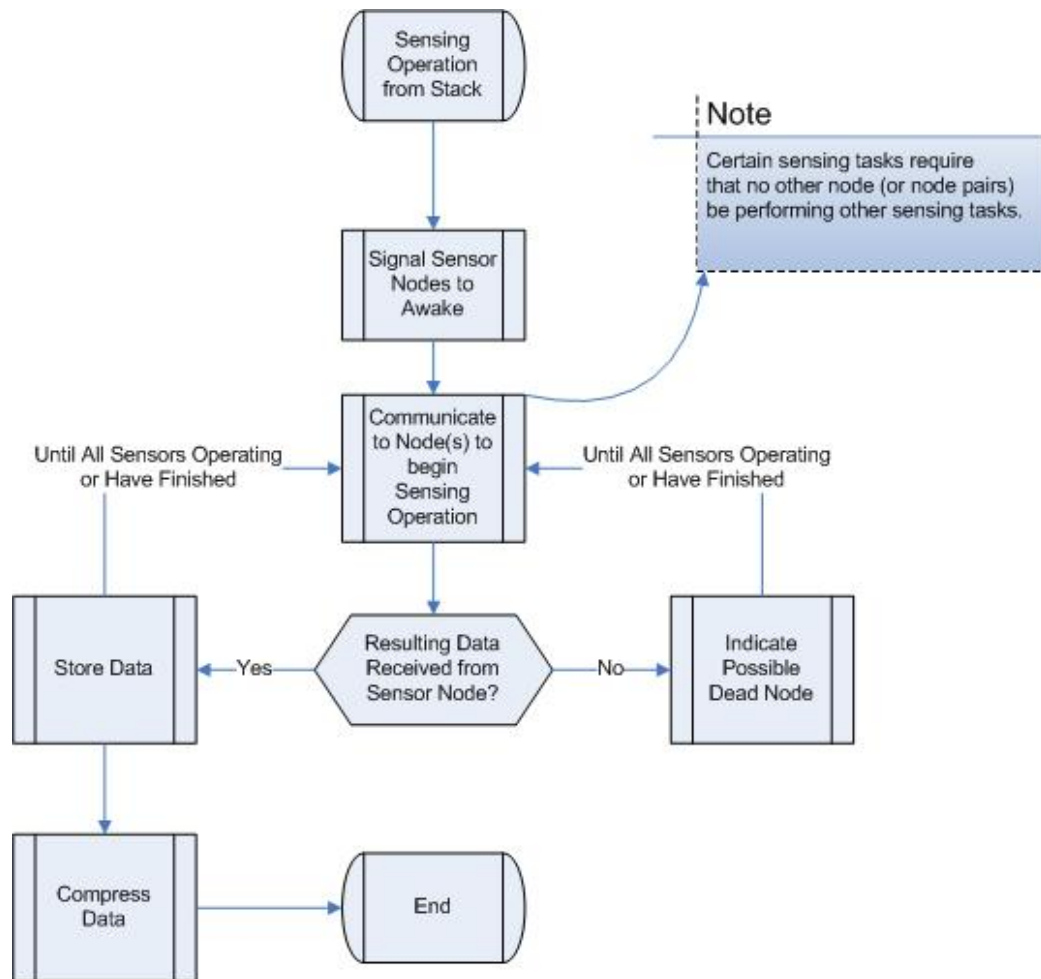 Sensing
Operation
from Stack
Note
Certain sensing tasks require
that no other node (or node pairs)
be performing other sensing tasks.
Signal Sensor
Nodes to
Awake
Communicate
to Node(s) to
begin
Sensing
Operation
Until All Sensors Operating
or Have Finished
Until All Sensors Operating
or Have Finished
Store Data
Yes
Resulting Data
Received from
Sensor Node?
No
Indicate
Possible
Dead Node
Compress
Data
End